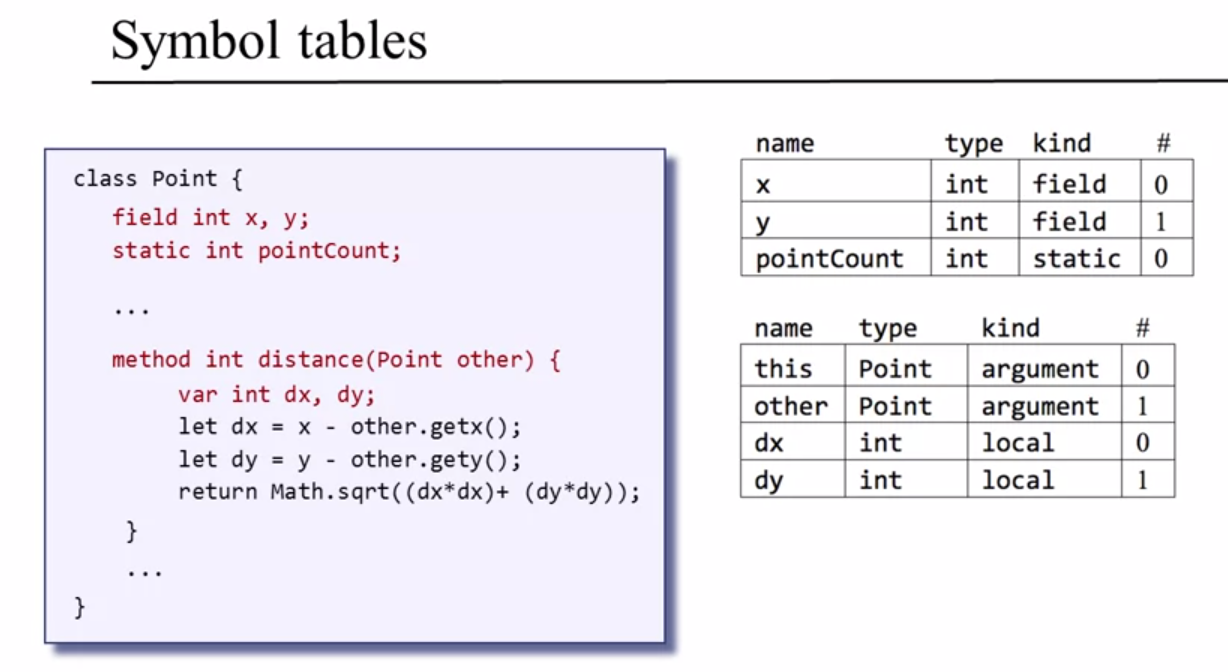 Symbol tables
class Point {
field int x, y;
static int pointCount;
...
method int distance(Point other) {
var int dx, dy;
let dx = x - other.getx();
let dy = y - other.gety();
return Math.sqrt((dx*dx)+ (dy*dy));
}
...
}
name type kind #
x int field 0
y int field 1
pointCount int static 0
name type kind #
this Point argument 0
other Point argument 1
dx int local 0
dy int local 1